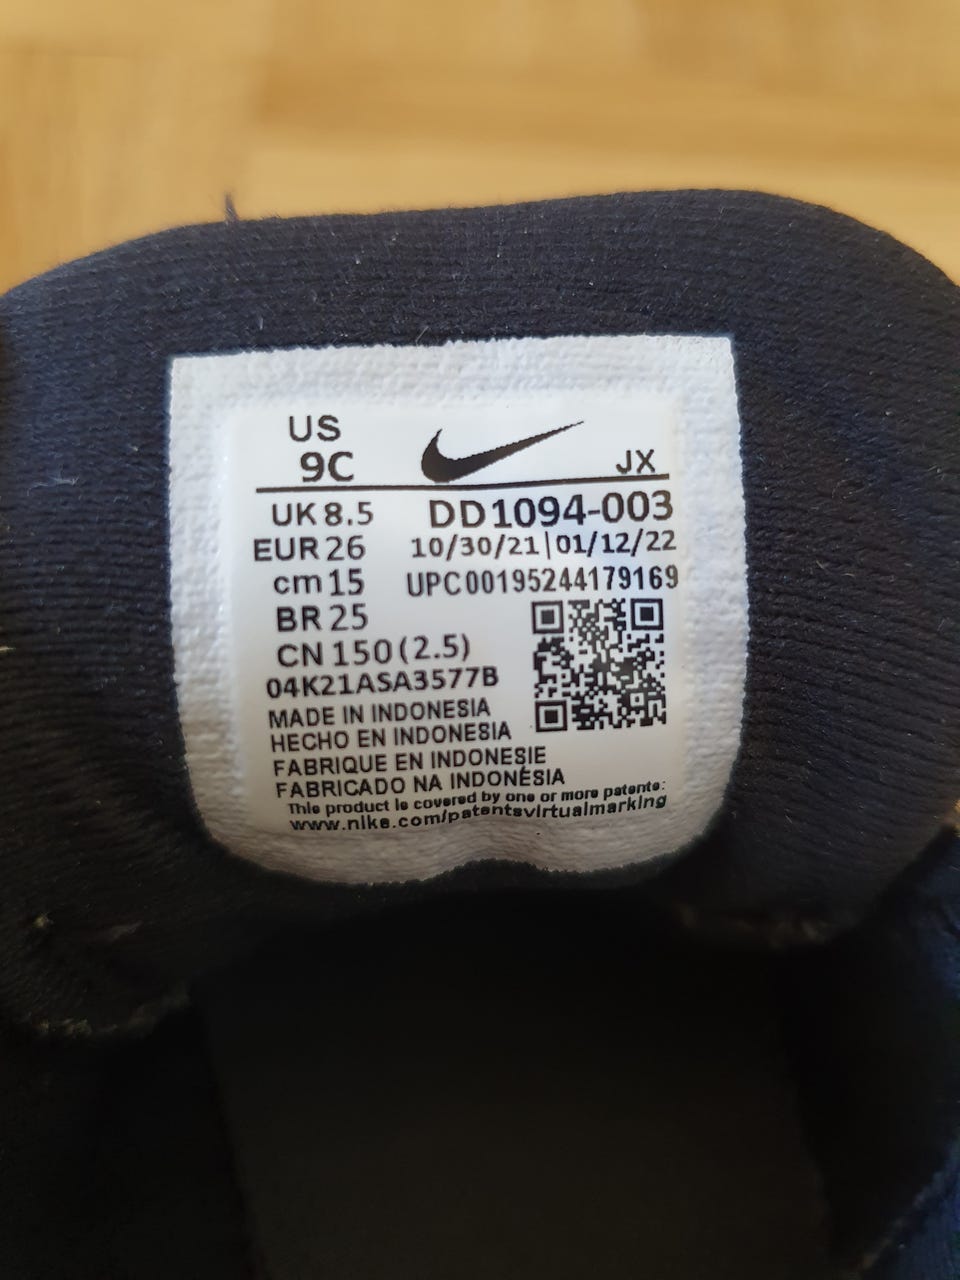 US
9C
JX
UK 8.5
DD1094-003
EUR 26
10/30/21|01/12/22
cm 15
UPC00195244179169
BR 25
CN 150(2.5)
04K21ASA3577B
MADE IN INDONESIA
HECHO EN INDONESIA
FABRIQUE EN INDONESIE
FABRICADO NA INDONÉSIA
This product is covered by one or more patents:
www.nike.com/patentsvirtualmarking